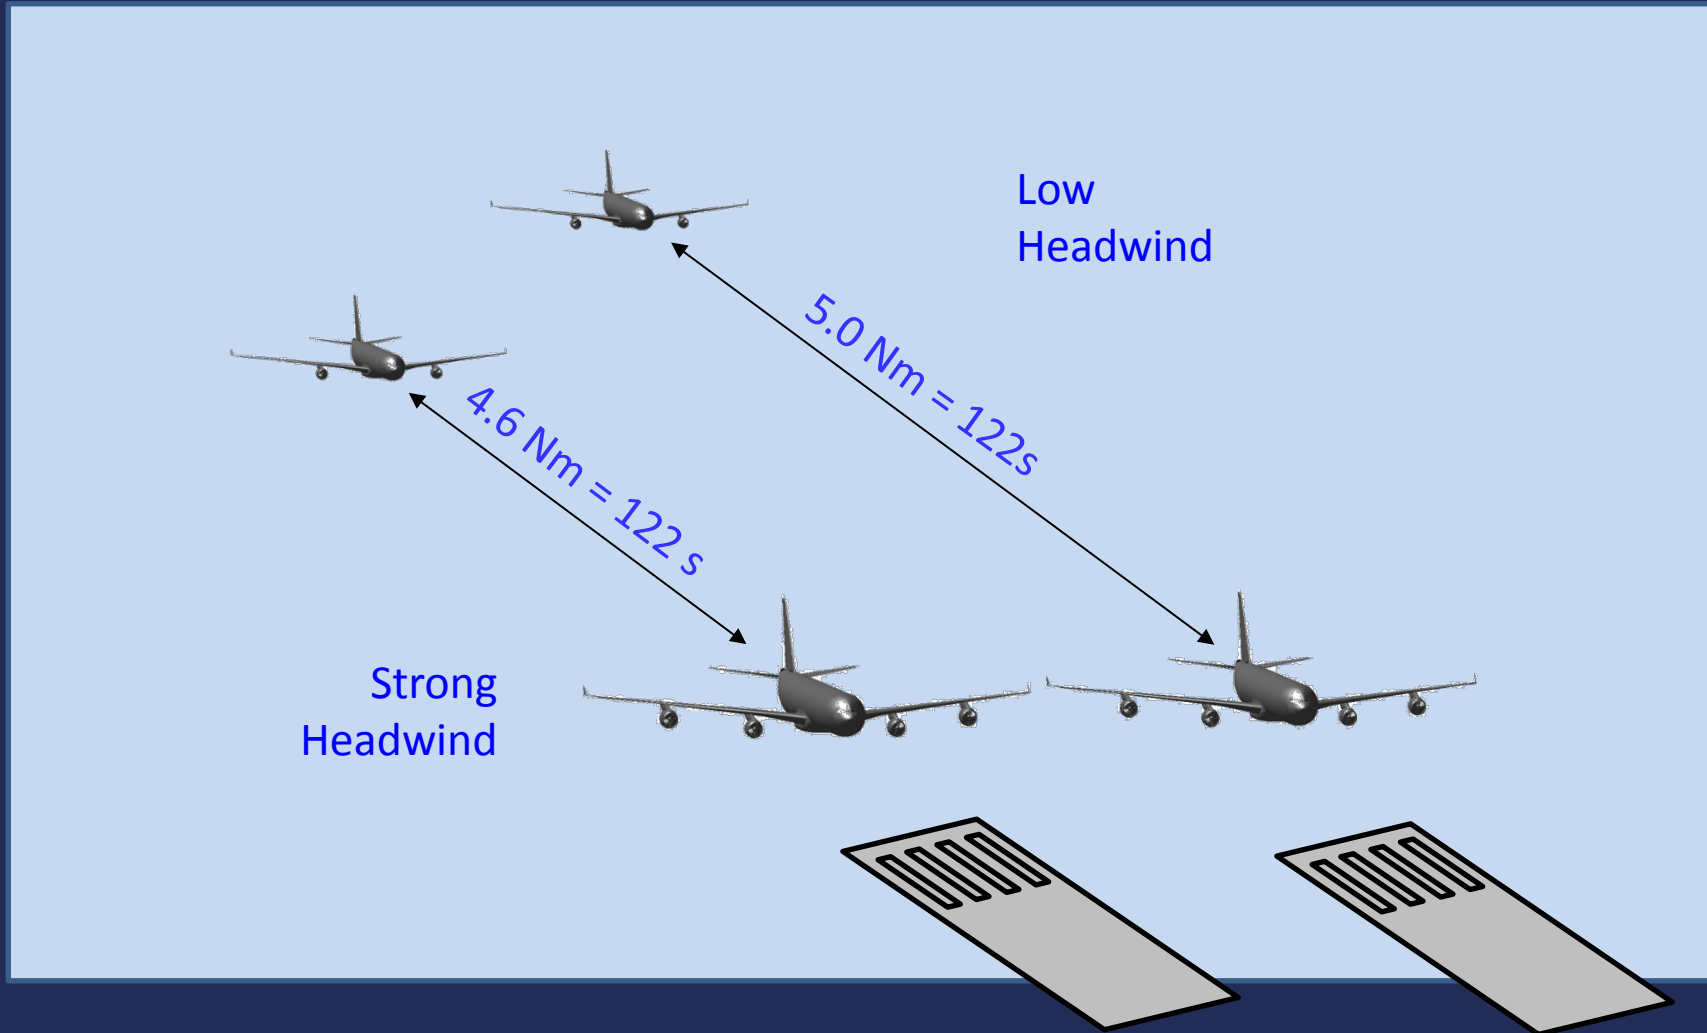 Low
Headwind
5.0 Nm = 122s
4.6 Nm = 122 s
Strong
Headwind